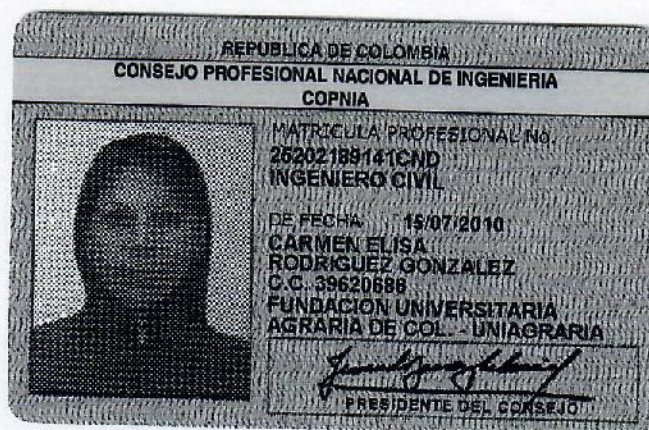 REPUBLICA DE COLOMBIA
CONSEJO PROFESIONAL NACIONAL DE INGENIERIA
COPNIA
MATRICULA PROFESIONAL No.
25202189141CND
INGENIERO CIVIL
DE FECHA 15/07/2010
CARMEN ELISA
RODRIGUEZ GONZALEZ
C.C. 39620688
FUNDACION UNIVERSITARIA
AGRARIA DE COL. - UNIAGRARIA
PRESIDENTE DEL CONSEJO